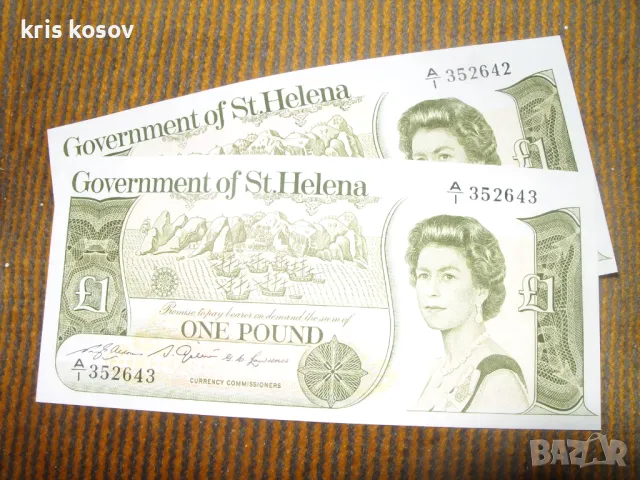 kris kosov
Government of St.Helena
A/1 352642
£1
Government of St.Helena
A/1 352643
£1
£1
Promise to pay bearer on demand the sum of
ONE POUND
A/1 352643
CURRENCY COMMISSIONERS
BAZAR